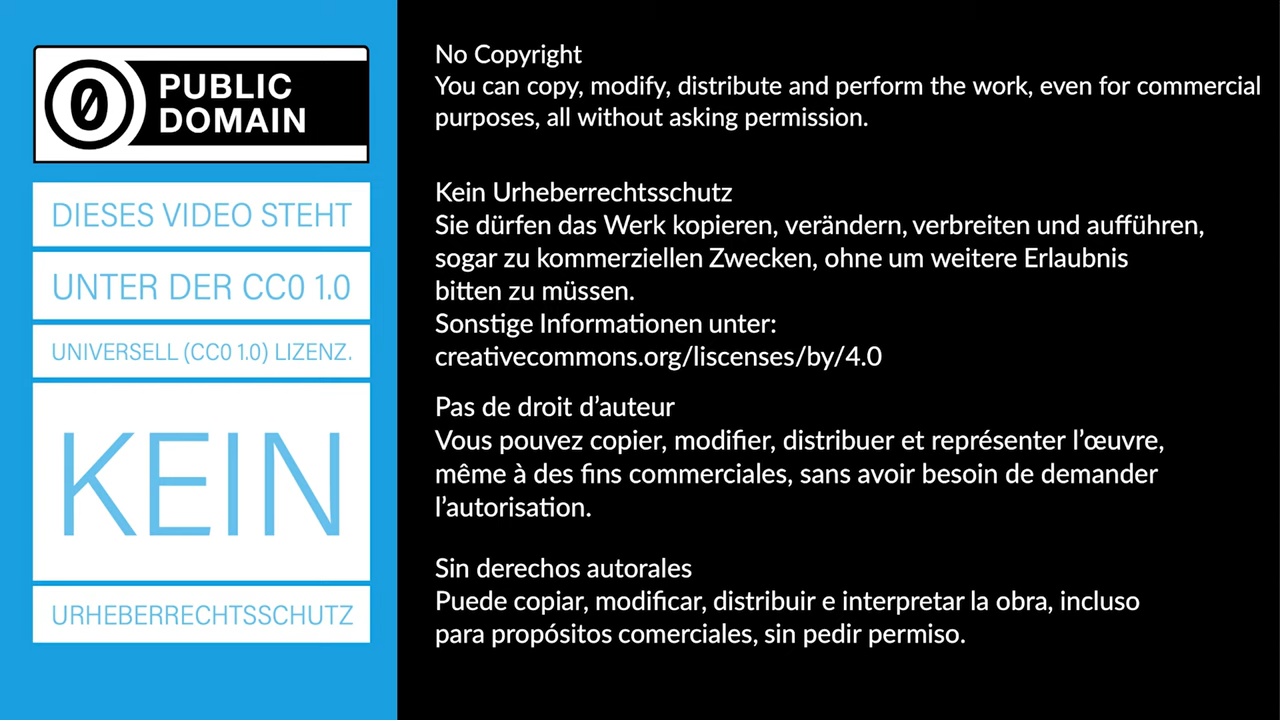 PUBLIC
DOMAIN
DIESES VIDEO STEHT
UNTER DER CC0 1.0
UNIVERSELL (CC0 1.0) LIZENZ.
KEIN
URHEBERRECHTSSCHUTZ
No Copyright
You can copy, modify, distribute and perform the work, even for commercial
purposes, all without asking permission.
Kein Urheberrechtsschutz
Sie dürfen das Werk kopieren, verändern, verbreiten und aufführen,
sogar zu kommerziellen Zwecken, ohne um weitere Erlaubnis
bitten zu müssen.
Sonstige Informationen unter:
creativecommons.org/liscenses/by/4.0
Pas de droit d’auteur
Vous pouvez copier, modifier, distribuer et représenter l’œuvre,
même à des fins commerciales, sans avoir besoin de demander
l’autorisation.
Sin derechos autorales
Puede copiar, modificar, distribuir e interpretar la obra, incluso
para propósitos comerciales, sin pedir permiso.